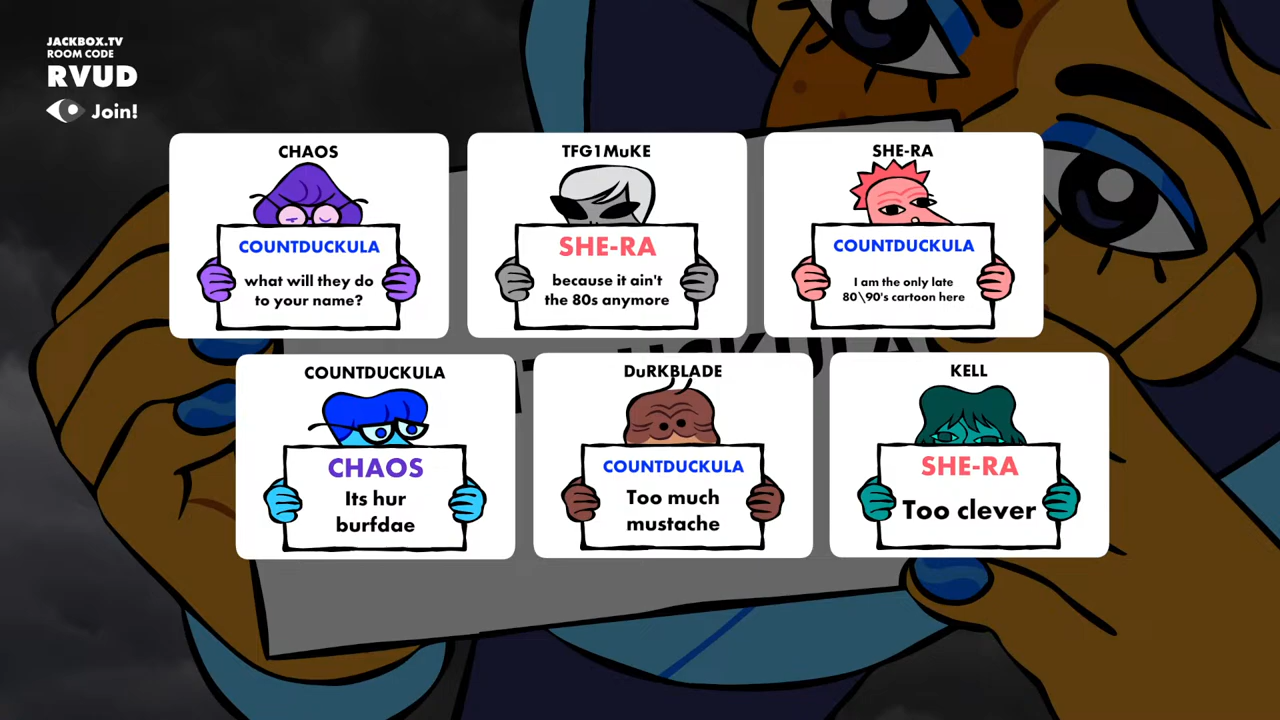 JACKBOX.TV
ROOM CODE
RVUD
Join!
CHAOS
COUNTDUCKULA
what will they do
to your name?
TFG1MuKE
SHE-RA
because it ain't
the 80s anymore
SHE-RA
COUNTDUCKULA
I am the only late
80\90's cartoon here
COUNTDUCKULA
CHAOS
Its hur
burfdae
DuRKBLADE
COUNTDUCKULA
Too much
mustache
KELL
SHE-RA
Too clever